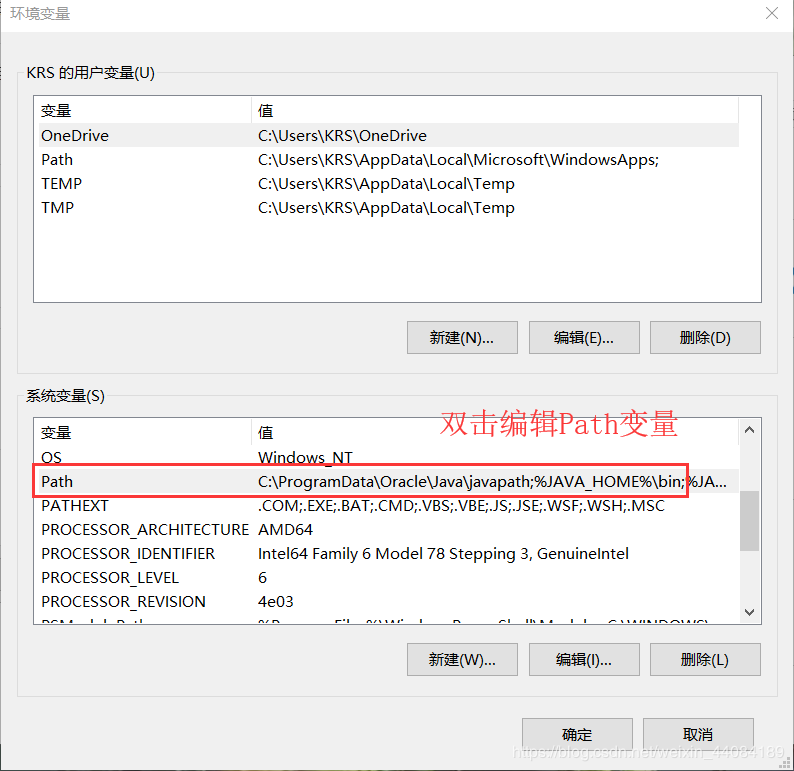 环境变量
KRS 的用户变量(U)
变量 值
OneDrive C:\Users\KRS\OneDrive
Path C:\Users\KRS\AppData\Local\Microsoft\WindowsApps;
TEMP C:\Users\KRS\AppData\Local\Temp
TMP C:\Users\KRS\AppData\Local\Temp
新建(N)... 编辑(E)... 删除(D)
系统变量(S)
双击编辑Path变量
变量 值
OS Windows_NT
Path C:\ProgramData\Oracle\Java\javapath;%JAVA_HOME%\bin;%JA...
PATHEXT .COM;.EXE;.BAT;.CMD;.VBS;.VBE;.JS;.JSE;.WSF;.WSH;.MSC
PROCESSOR_ARCHITECTURE AMD64
PROCESSOR_IDENTIFIER Intel64 Family 6 Model 78 Stepping 3, GenuineIntel
PROCESSOR_LEVEL 6
PROCESSOR_REVISION 4e03
新建(W)... 编辑(I)... 删除(L)
确定 取消
https://blog.csdn.net/weixin_44084189